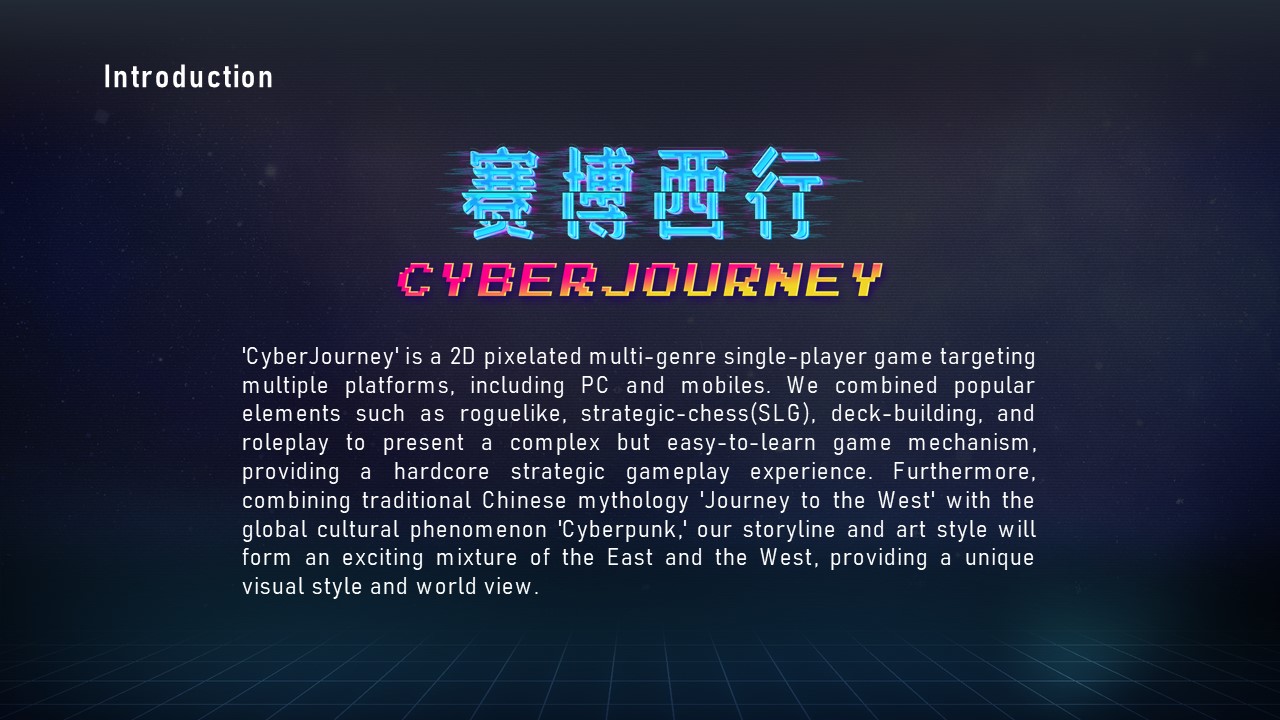 Introduction
赛博西行
CYBERJOURNEY
'CyberJourney' is a 2D pixelated multi-genre single-player game targeting
multiple platforms, including PC and mobiles. We combined popular
elements such as roguelike, strategic-chess(SLG), deck-building, and
roleplay to present a complex but easy-to-learn game mechanism,
providing a hardcore strategic gameplay experience. Furthermore,
combining traditional Chinese mythology 'Journey to the West' with the
global cultural phenomenon 'Cyberpunk,' our storyline and art style will
form an exciting mixture of the East and the West, providing a unique
visual style and world view.